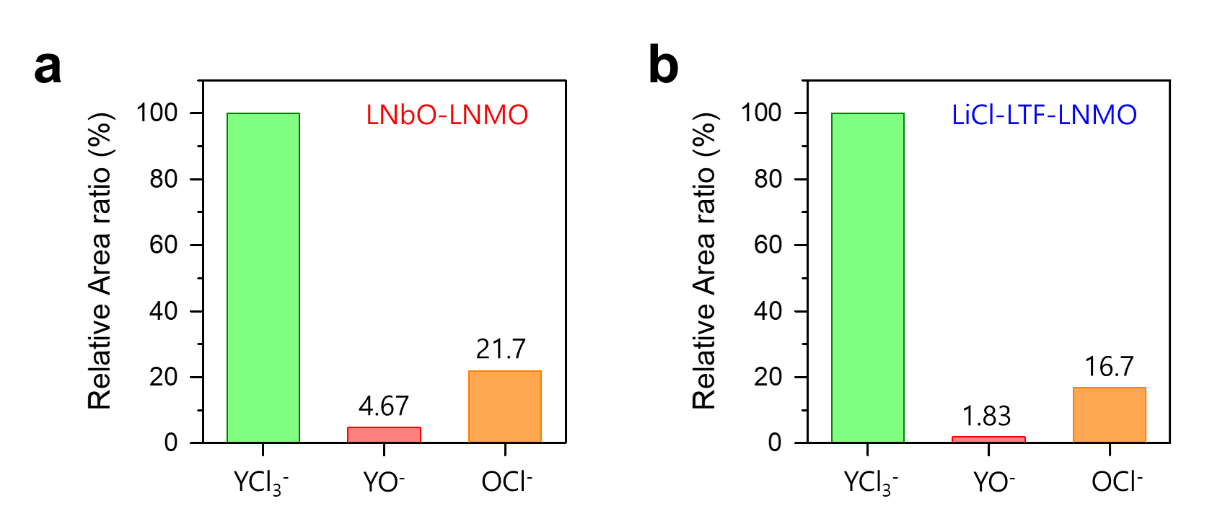 a
LNbO-LNMO
Relative Area ratio (%)
100
80
60
40
20
0
4.67
21.7
YCl₃⁻
YO⁻
OCl⁻
b
LiCl-LTF-LNMO
Relative Area ratio (%)
100
80
60
40
20
0
1.83
16.7
YCl₃⁻
YO⁻
OCl⁻